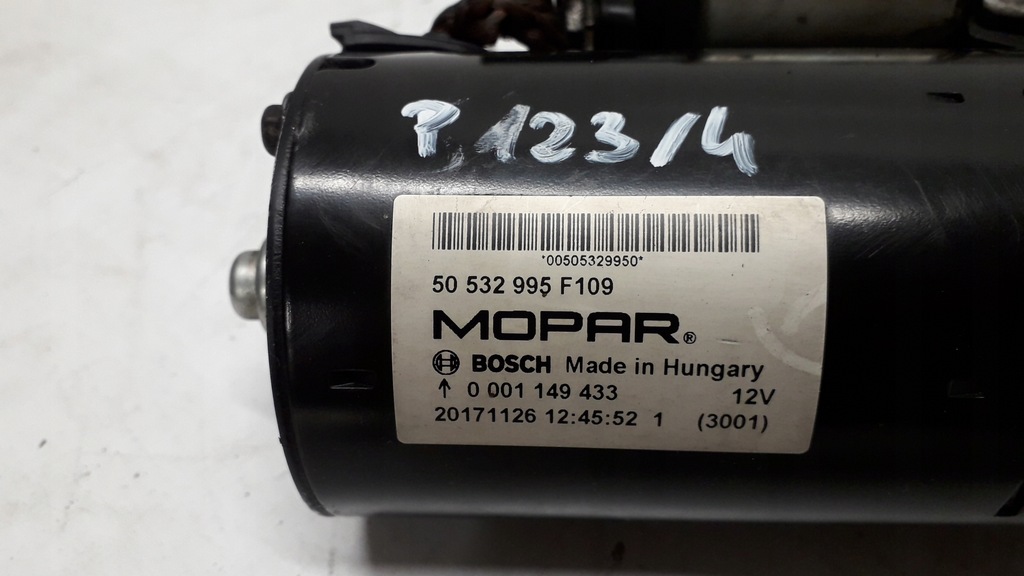 P 123/4
*00505329950*
50 532 995 F109
MOPAR®
BOSCH Made in Hungary
↑ 0 001 149 433 12V
20171126 12:45:52 1 (3001)